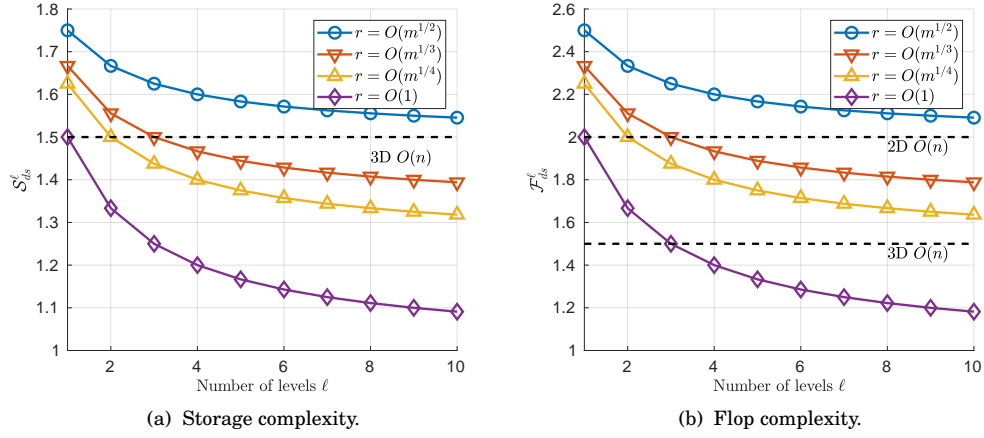 1.8
1.7
1.6
1.5
1.4
1.3
1.2
1.1
1
𝒮ˡ_ds
r = O(m^{1/2})
r = O(m^{1/3})
r = O(m^{1/4})
r = O(1)
3D O(n)
2 4 6 8 10
Number of levels ℓ
(a) Storage complexity.
2.6
2.4
2.2
2
1.8
1.6
1.4
1.2
1
ℱˡ_ds
r = O(m^{1/2})
r = O(m^{1/3})
r = O(m^{1/4})
r = O(1)
2D O(n)
3D O(n)
2 4 6 8 10
Number of levels ℓ
(b) Flop complexity.